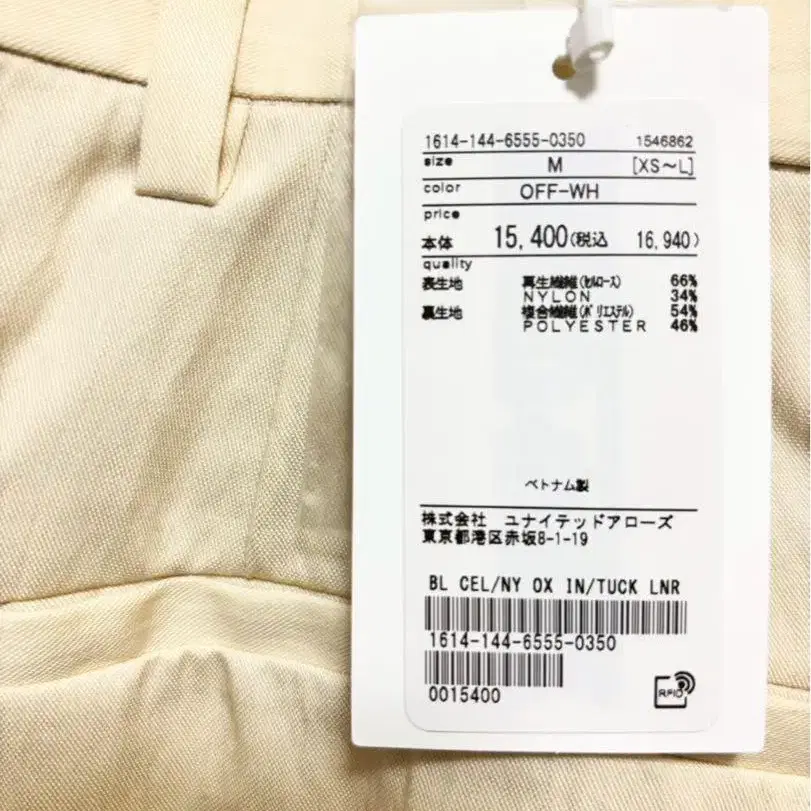 1614-144-6555-0350 1546862
size M [XS〜L]
color OFF-WH
price
本体 15,400(税込 16,940)
quality
表生地 再生繊維(セルロース) 66%
NYLON 34%
裏生地 複合繊維(ポリエステル) 54%
POLYESTER 46%
ベトナム製
株式会社 ユナイテッドアローズ
東京都港区赤坂8-1-19
BL CEL/NY OX IN/TUCK LNR
1614-144-6555-0350
0015400
RFID